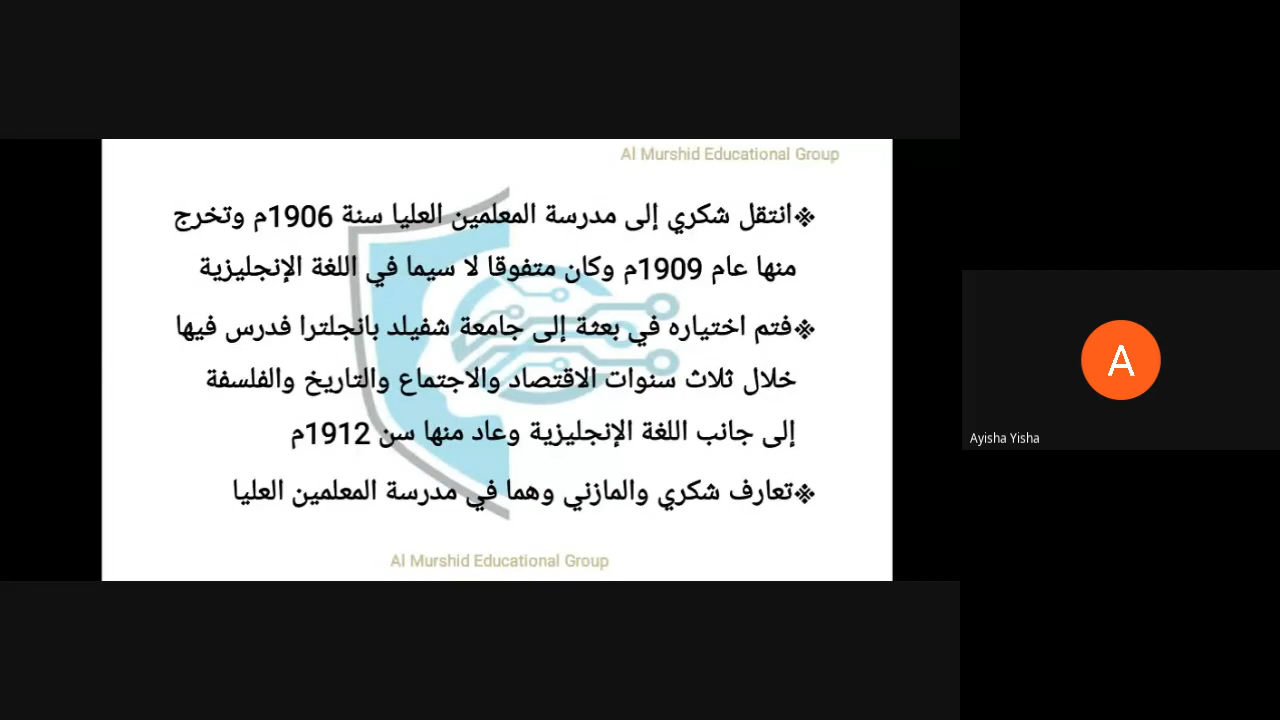 Al Murshid Educational Group
❖انتقل شكري إلى مدرسة المعلمين العليا سنة 1906م وتخرج
منها عام 1909م وكان متفوقا لا سيما في اللغة الإنجليزية
❖فتم اختياره في بعثة إلى جامعة شفيلد بانجلترا فدرس فيها
خلال ثلاث سنوات الاقتصاد والاجتماع والتاريخ والفلسفة
إلى جانب اللغة الإنجليزية وعاد منها سن 1912م
❖تعارف شكري والمازني وهما في مدرسة المعلمين العليا
Al Murshid Educational Group
A
Ayisha Yisha